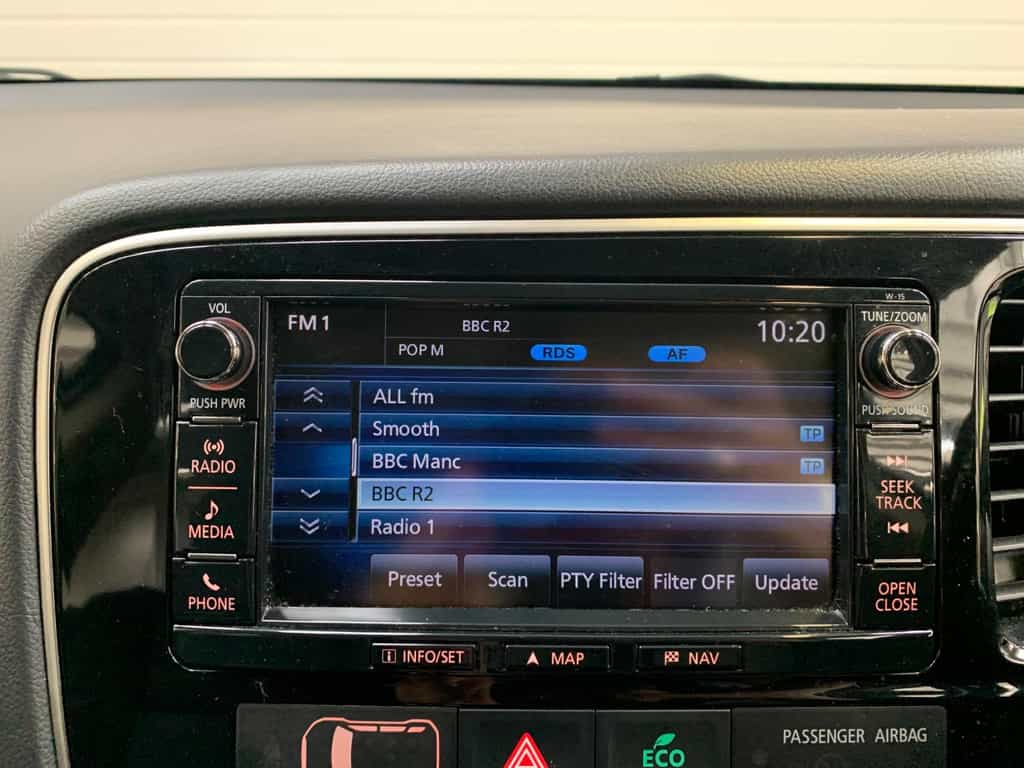 W-15
VOL
TUNE/ZOOM
FM 1
BBC R2
10:20
POP M
RDS
AF
PUSH PWR
PUSH SOUND
ALL fm
Smooth
TP
BBC Manc
TP
BBC R2
Radio 1
RADIO
MEDIA
PHONE
SEEK
TRACK
OPEN
CLOSE
Preset
Scan
PTY Filter
Filter OFF
Update
INFO/SET
MAP
NAV
ECO
PASSENGER AIRBAG